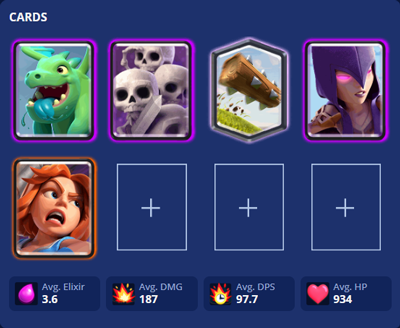 CARDS
Avg. Elixir
3.6
Avg. DMG
187
Avg. DPS
97.7
Avg. HP
934